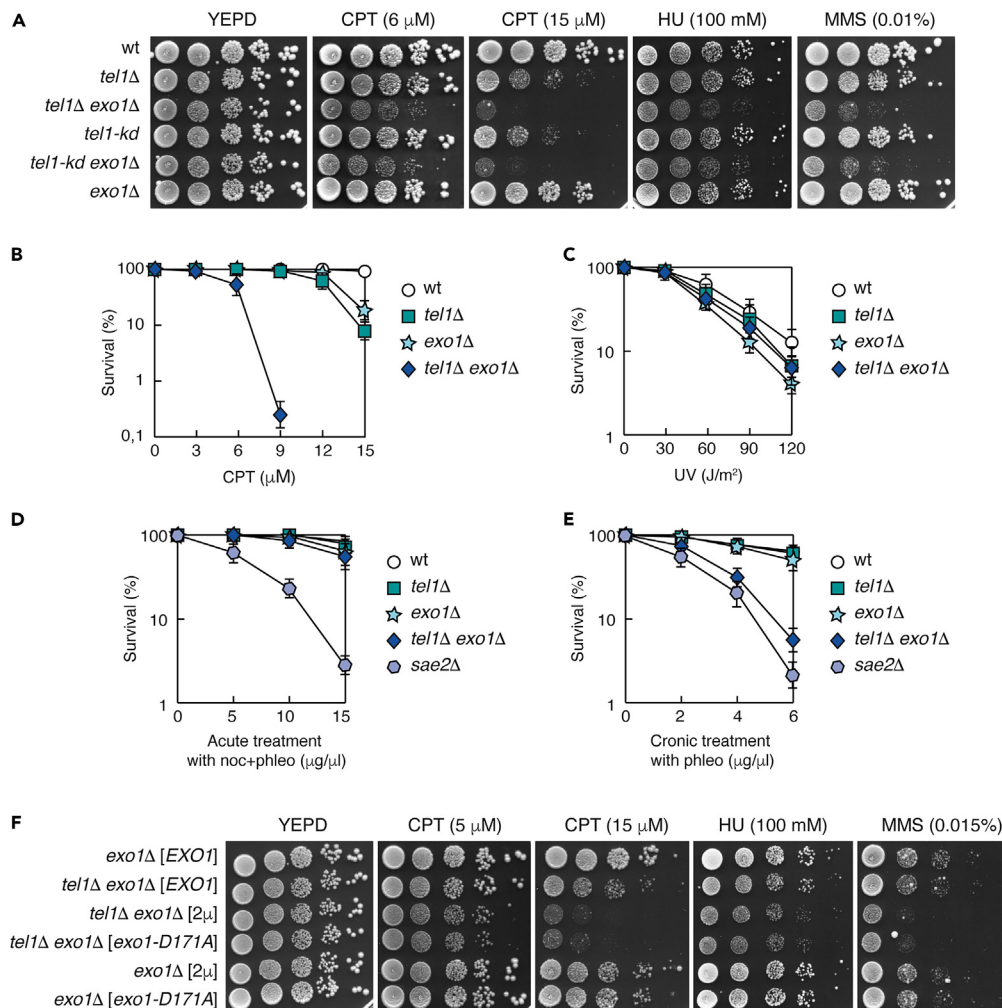 A
YEPD CPT (6 μM) CPT (15 μM) HU (100 mM) MMS (0.01%)
wt
tel1Δ
tel1Δ exo1Δ
tel1-kd
tel1-kd exo1Δ
exo1Δ
B
Survival (%)
100
10
1
0,1
0 3 6 9 12 15
CPT (μM)
wt
tel1Δ
exo1Δ
tel1Δ exo1Δ
C
Survival (%)
100
10
1
0 30 60 90 120
UV (J/m²)
wt
tel1Δ
exo1Δ
tel1Δ exo1Δ
D
Survival (%)
100
10
1
0 5 10 15
Acute treatment
with noc+phleo (μg/μl)
wt
tel1Δ
exo1Δ
tel1Δ exo1Δ
sae2Δ
E
Survival (%)
100
10
1
0 2 4 6
Cronic treatment
with phleo (μg/μl)
wt
tel1Δ
exo1Δ
tel1Δ exo1Δ
sae2Δ
F
YEPD CPT (5 μM) CPT (15 μM) HU (100 mM) MMS (0.015%)
exo1Δ [EXO1]
tel1Δ exo1Δ [EXO1]
tel1Δ exo1Δ [2μ]
tel1Δ exo1Δ [exo1-D171A]
exo1Δ [2μ]
exo1Δ [exo1-D171A]